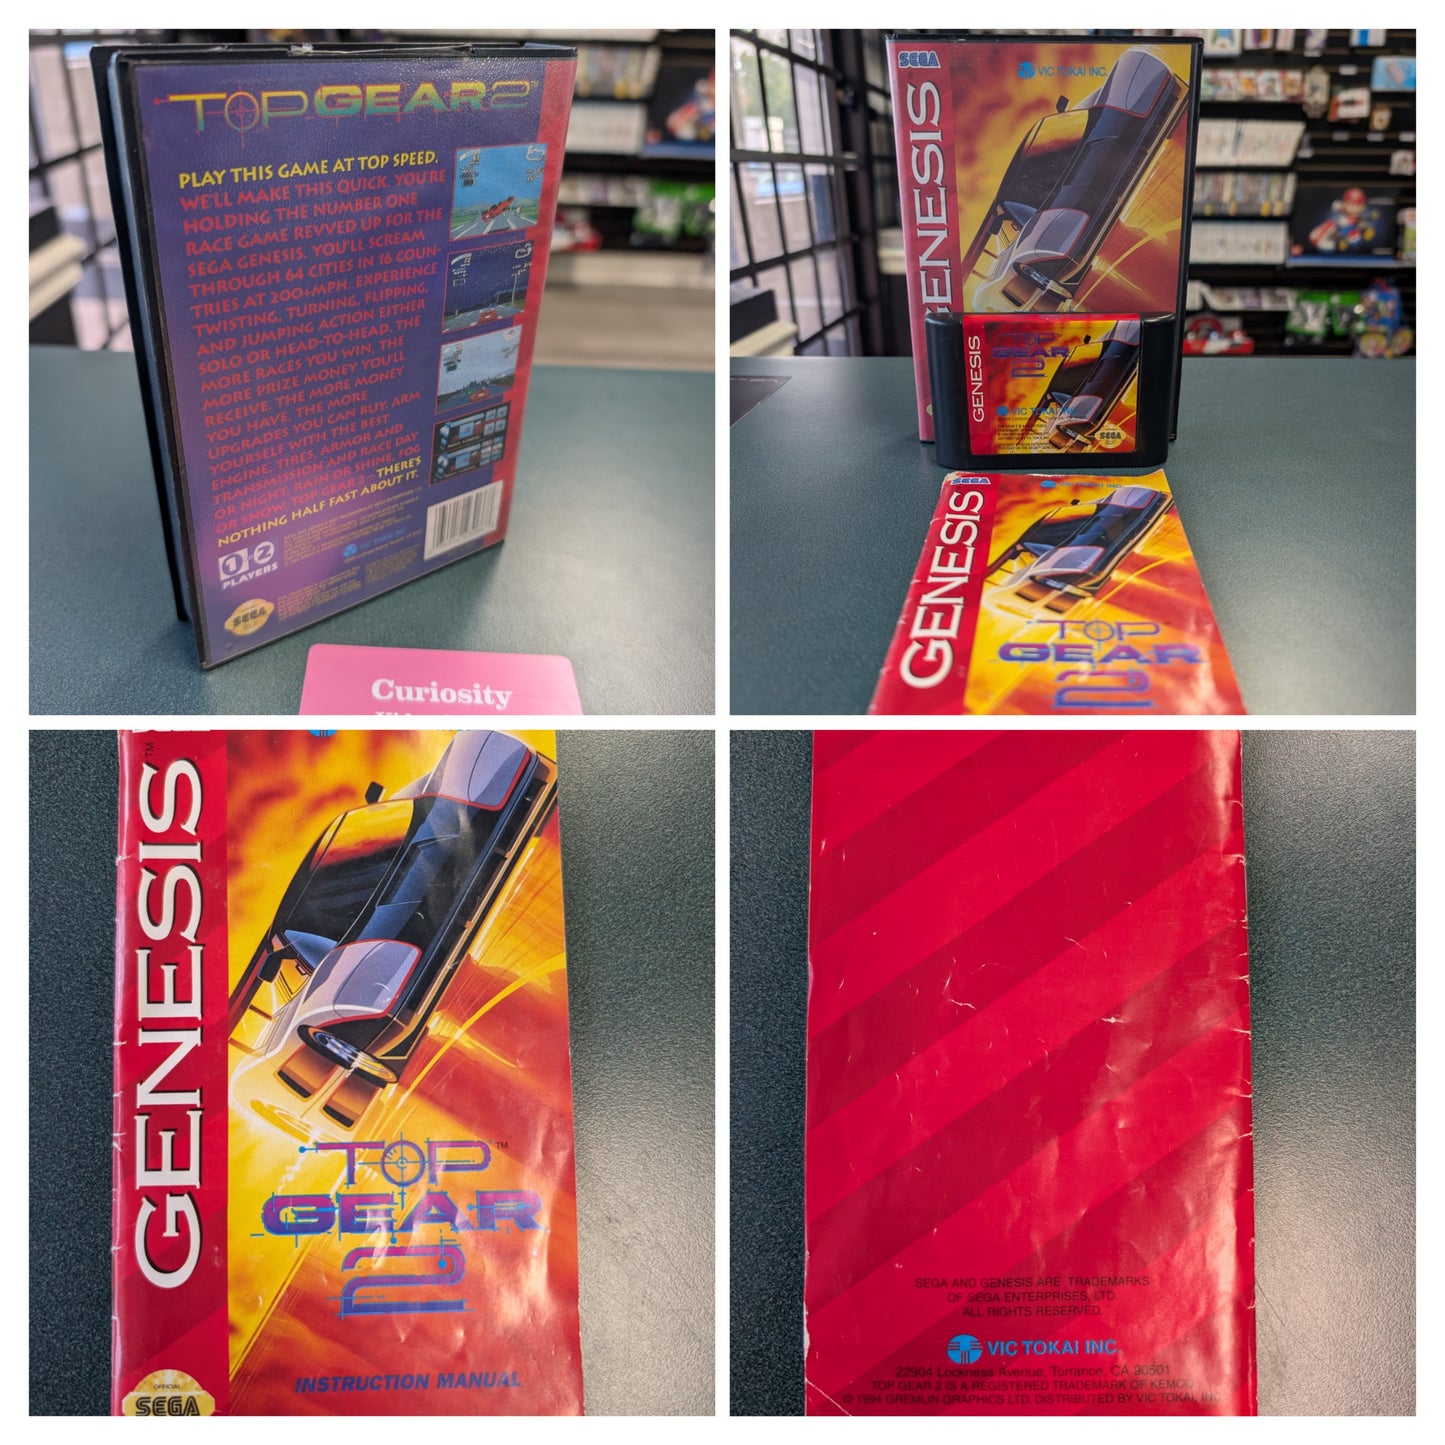 TOP GEAR 2™
PLAY THIS GAME AT TOP SPEED.
WE'LL MAKE THIS QUICK. YOU'RE
HOLDING THE NUMBER ONE
RACE GAME REVVED UP FOR THE
SEGA GENESIS. YOU'LL SCREAM
THROUGH 64 CITIES IN 16 COUN-
TRIES AT 200+MPH. EXPERIENCE
TWISTING, TURNING, FLIPPING,
AND JUMPING ACTION EITHER
SOLO OR HEAD-TO-HEAD. THE
MORE RACES YOU WIN, THE
MORE PRIZE MONEY YOU'LL
RECEIVE. THE MORE MONEY
YOU HAVE, THE MORE
UPGRADES YOU CAN BUY. ARM
YOURSELF WITH THE BEST
ENGINE, TIRES, ARMOR AND
TRANSMISSION AND RACE DAY
OR NIGHT, RAIN OR SHINE, FOG
OR SNOW. TOP GEAR 2 THERE'S
NOTHING HALF FAST ABOUT IT.
1-2
PLAYERS
VIC TOKAI INC.
SEGA
Curiosity
SEGA
GENESIS
VIC TOKAI INC.
GENESIS
TOP
GEAR
2
VIC TOKAI
SEGA
SEGA
GENESIS
VIC TOKAI INC.
TOP
GEAR
2
GENESIS™
TOP™
GEAR
2
INSTRUCTION MANUAL
OFFICIAL
SEGA
SEGA AND GENESIS ARE TRADEMARKS
OF SEGA ENTERPRISES, LTD.
ALL RIGHTS RESERVED.
VIC TOKAI INC.
22904 Lockness Avenue, Torrance, CA 90501
TOP GEAR 2 IS A REGISTERED TRADEMARK OF KEMCO
© 1994 GREMLIN GRAPHICS LTD. DISTRIBUTED BY VIC TOKAI, INC.